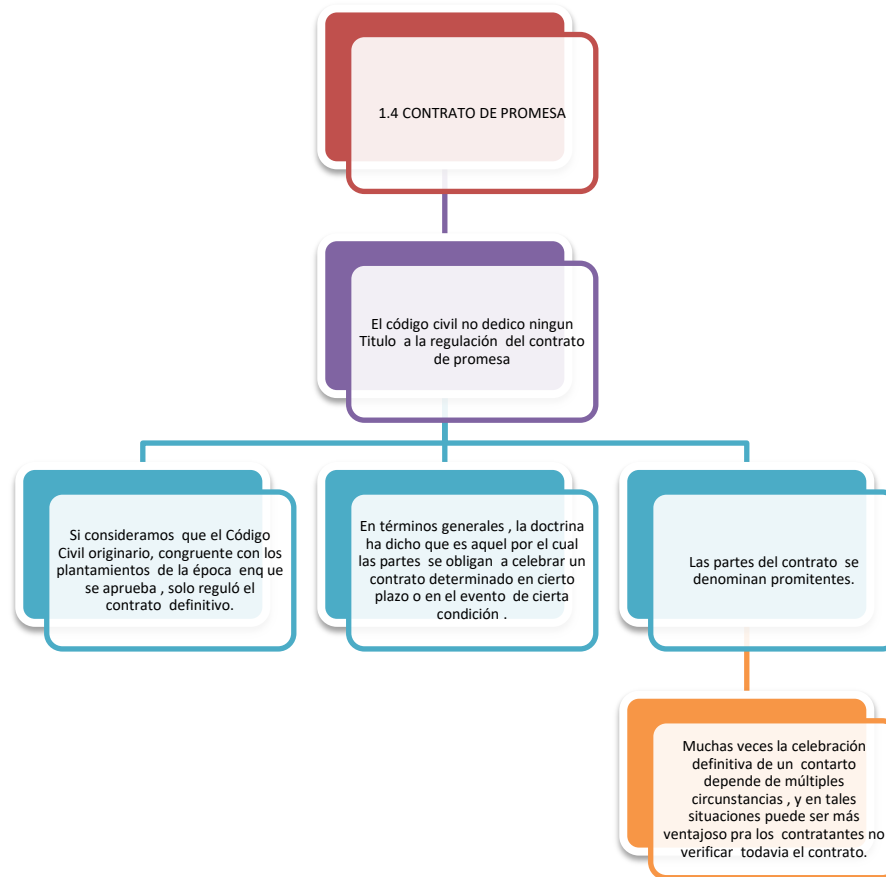 1.4 CONTRATO DE PROMESA
El código civil no dedico ningun
Titulo a la regulación del contrato
de promesa
Si consideramos que el Código
Civil originario, congruente con los
plantamientos de la época enq ue
se aprueba , solo reguló el
contrato definitivo.
En términos generales , la doctrina
ha dicho que es aquel por el cual
las partes se obligan a celebrar un
contrato determinado en cierto
plazo o en el evento de cierta
condición .
Las partes del contrato se
denominan promitentes.
Muchas veces la celebración
definitiva de un contarto
depende de múltiples
circunstancias , y en tales
situaciones puede ser más
ventajoso pra los contratantes no
verificar todavia el contrato.